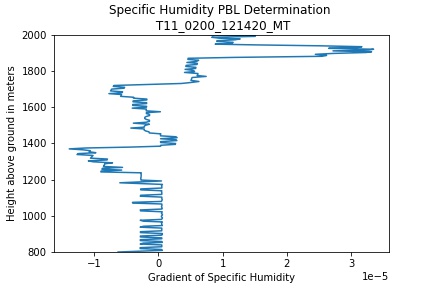 Specific Humidity PBL Determination
T11_0200_121420_MT
2000
1800
1600
1400
1200
1000
800
Height above ground in meters
−1
0
1
2
3
1e−5
Gradient of Specific Humidity